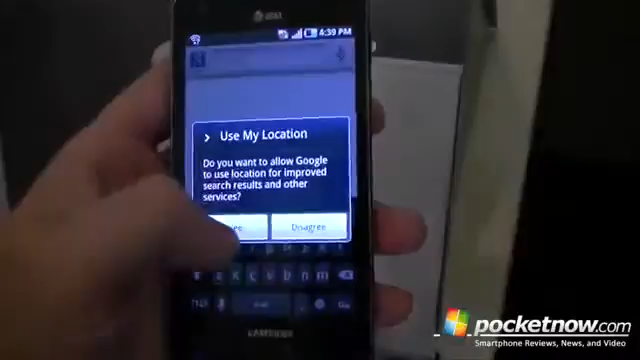 at&t
4:39 PM
Use My Location
Do you want to allow Google
to use location for improved
search results and other
services?
Disagree
SAMSUNG
pocketnow.com
Smartphone Reviews, News, and Video